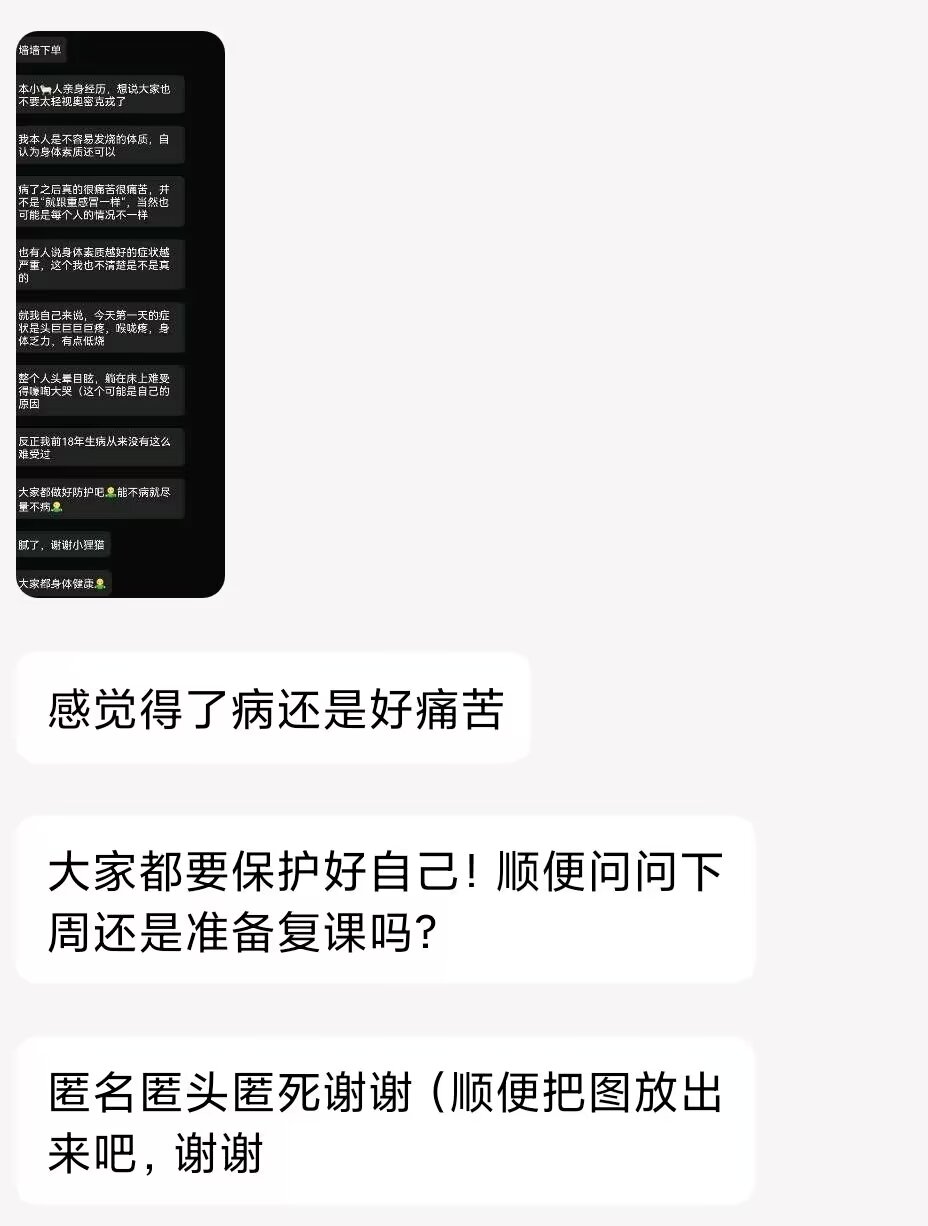 墙墙下单
本小🐏人亲身经历，想说大家也
不要太轻视奥密克戎了
我本人是不容易发烧的体质，自
认为身体素质还可以
病了之后真的很痛苦很痛苦，并
不是“就跟重感冒一样”，当然也
可能是每个人的情况不一样
也有人说身体素质越好的症状越
严重，这个我也不清楚是不是真
的
就我自己来说，今天第一天的症
状是头巨巨巨巨疼，喉咙疼，身
体乏力，有点低烧
整个人头晕目眩，躺在床上难受
得嚎啕大哭（这个可能是自己的
原因
反正我前18年生病从来没有这么
难受过
大家都做好防护吧能不病就尽
量不病
腻了，谢谢小狸猫
大家都身体健康
感觉得了病还是好痛苦
大家都要保护好自己！顺便问问下
周还是准备复课吗？
匿名匿头匿死谢谢（顺便把图放出
来吧，谢谢